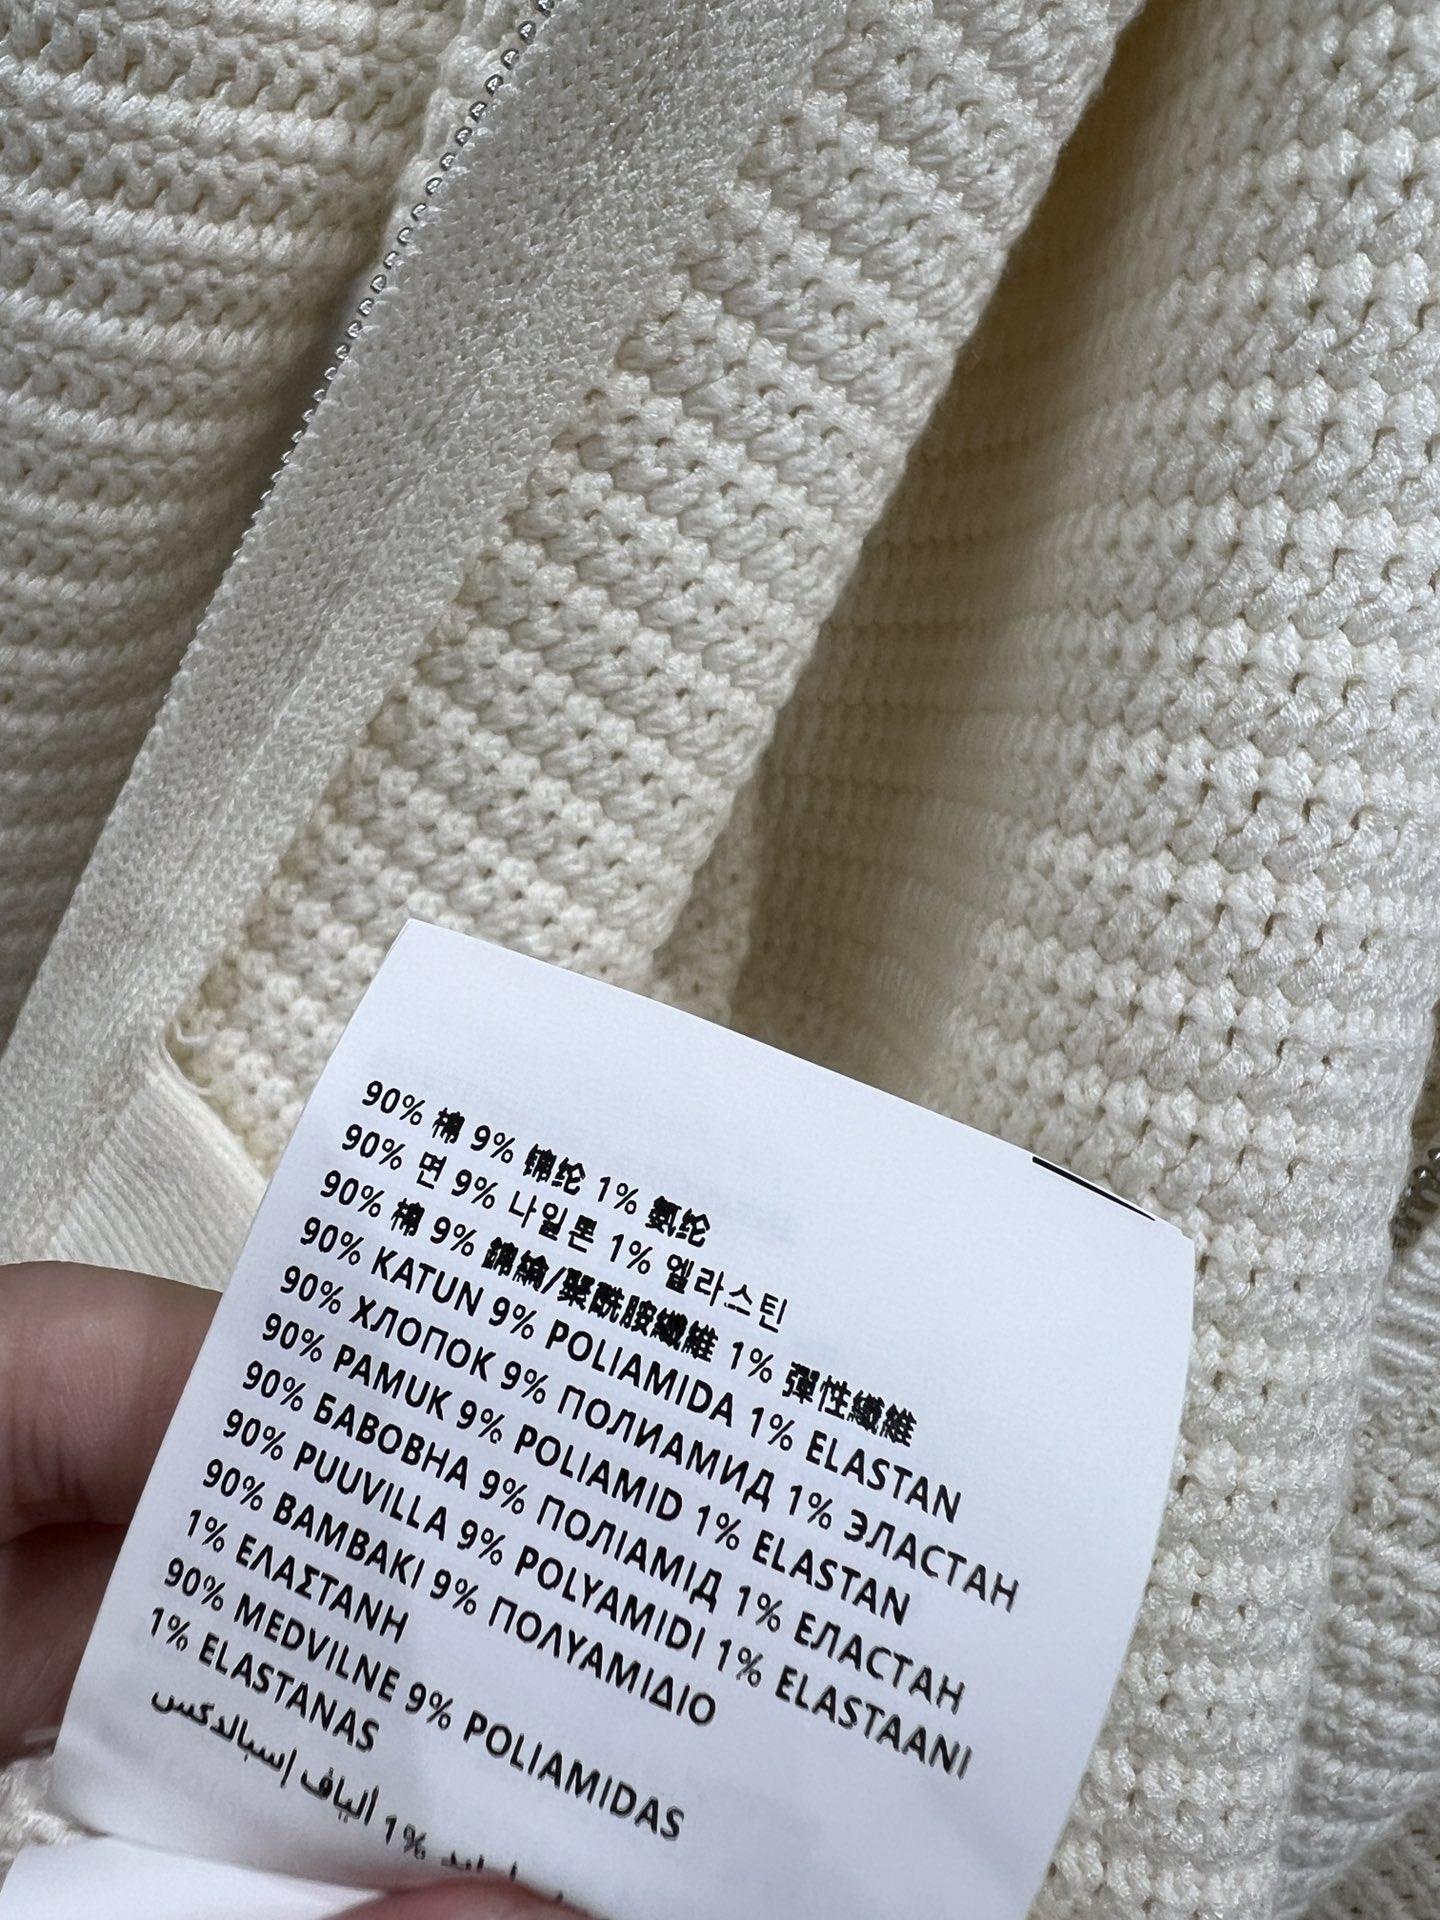 90% 棉 9% 锦纶 1% 氨纶
90% 면 9% 나일론 1% 엘라스틴
90% 棉 9% 錦綸/聚酰胺纖維 1% 彈性纖維
90% KATUN 9% POLIAMIDA 1% ELASTAN
90% ХЛОПОК 9% ПОЛИАМИД 1% ЭЛАСТАН
90% PAMUK 9% POLIAMID 1% ELASTAN
90% БАВОВНА 9% ПОЛІАМІД 1% ЕЛАСТАН
90% PUUVILLA 9% POLYAMIDI 1% ELASTAANI
90% ΒΑΜΒΑΚΙ 9% ΠΟΛΥΑΜΙΔΙΟ
1% ΕΛΑΣΤΑΝΗ
90% MEDVILNE 9% POLIAMIDAS
1% ELASTANAS
1% ألياف إسبالدكس